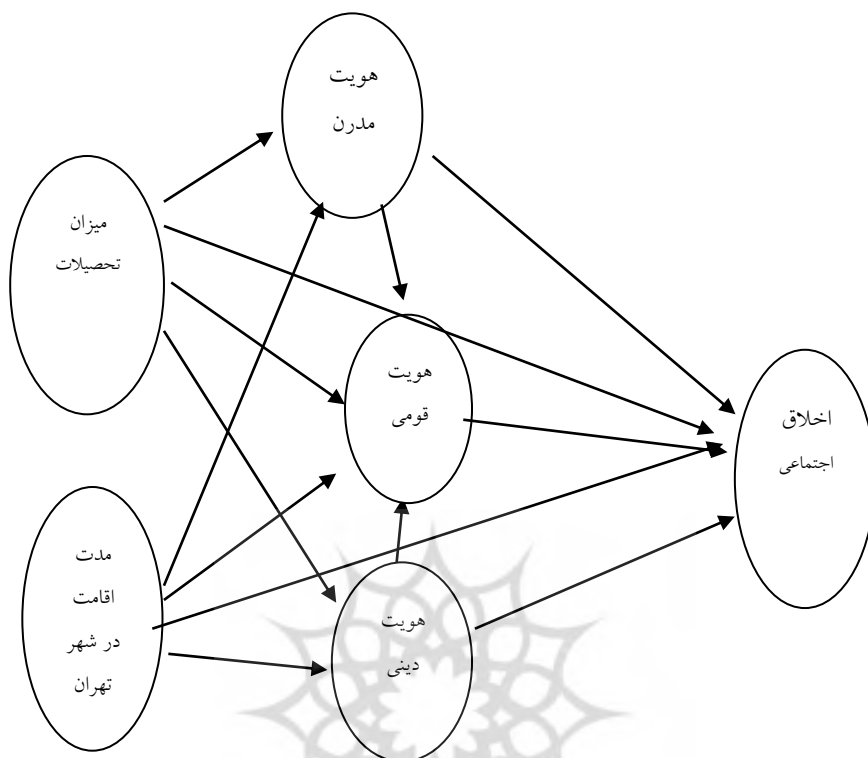 هویت
مدرن
میزان
تحصیلات
هویت
قومی
اخلاق
اجتماعی
مدت
اقامت
در شهر
تهران
هویت
دینی